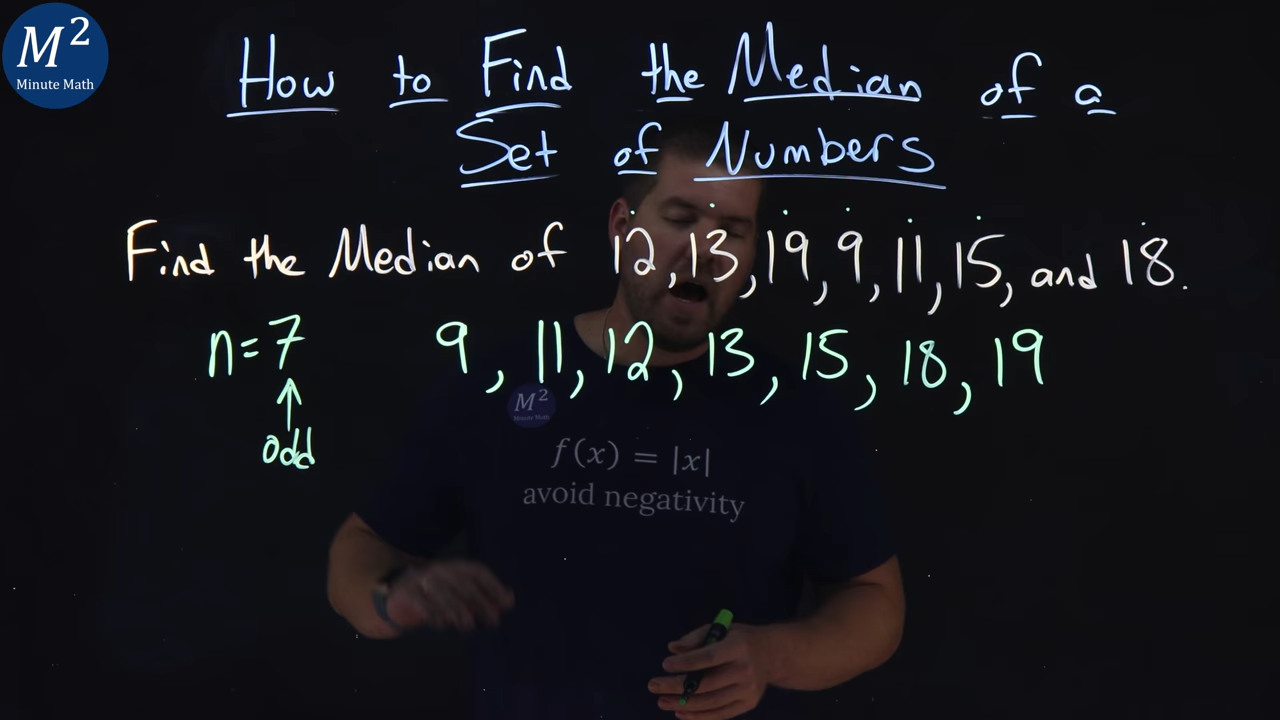 M²
Minute Math
How to Find the Median of a
Set of Numbers
Find the Median of 12, 13, 19, 9, 11, 15, and 18.
n=7 9, 11, 12, 13, 15, 18, 19
odd
M²
Minute Math
f(x) = |x|
avoid negativity